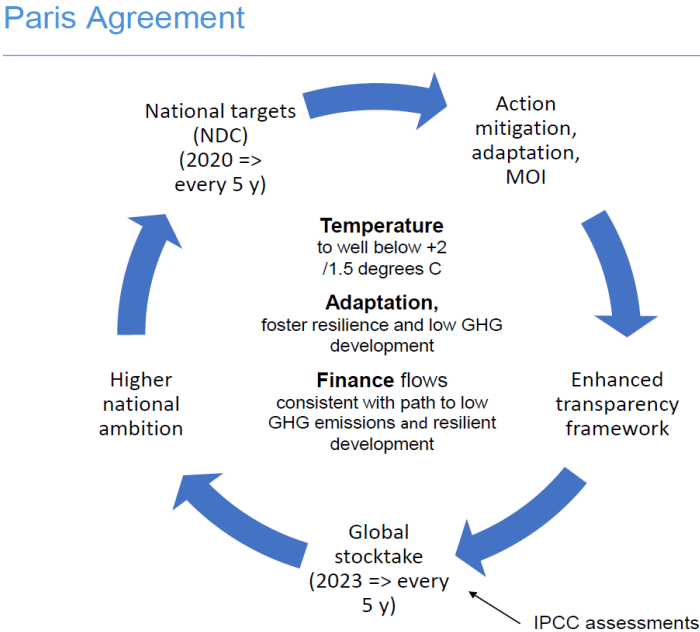 Paris Agreement
National targets
(NDC)
(2020 =>
every 5 y)
Action
mitigation,
adaptation,
MOI
Temperature
to well below +2
/1.5 degrees C
Adaptation,
foster resilience and low GHG
development
Finance flows
consistent with path to low
GHG emissions and resilient
development
Higher
national
ambition
Enhanced
transparency
framework
Global
stocktake
(2023 => every
5 y)
IPCC assessments